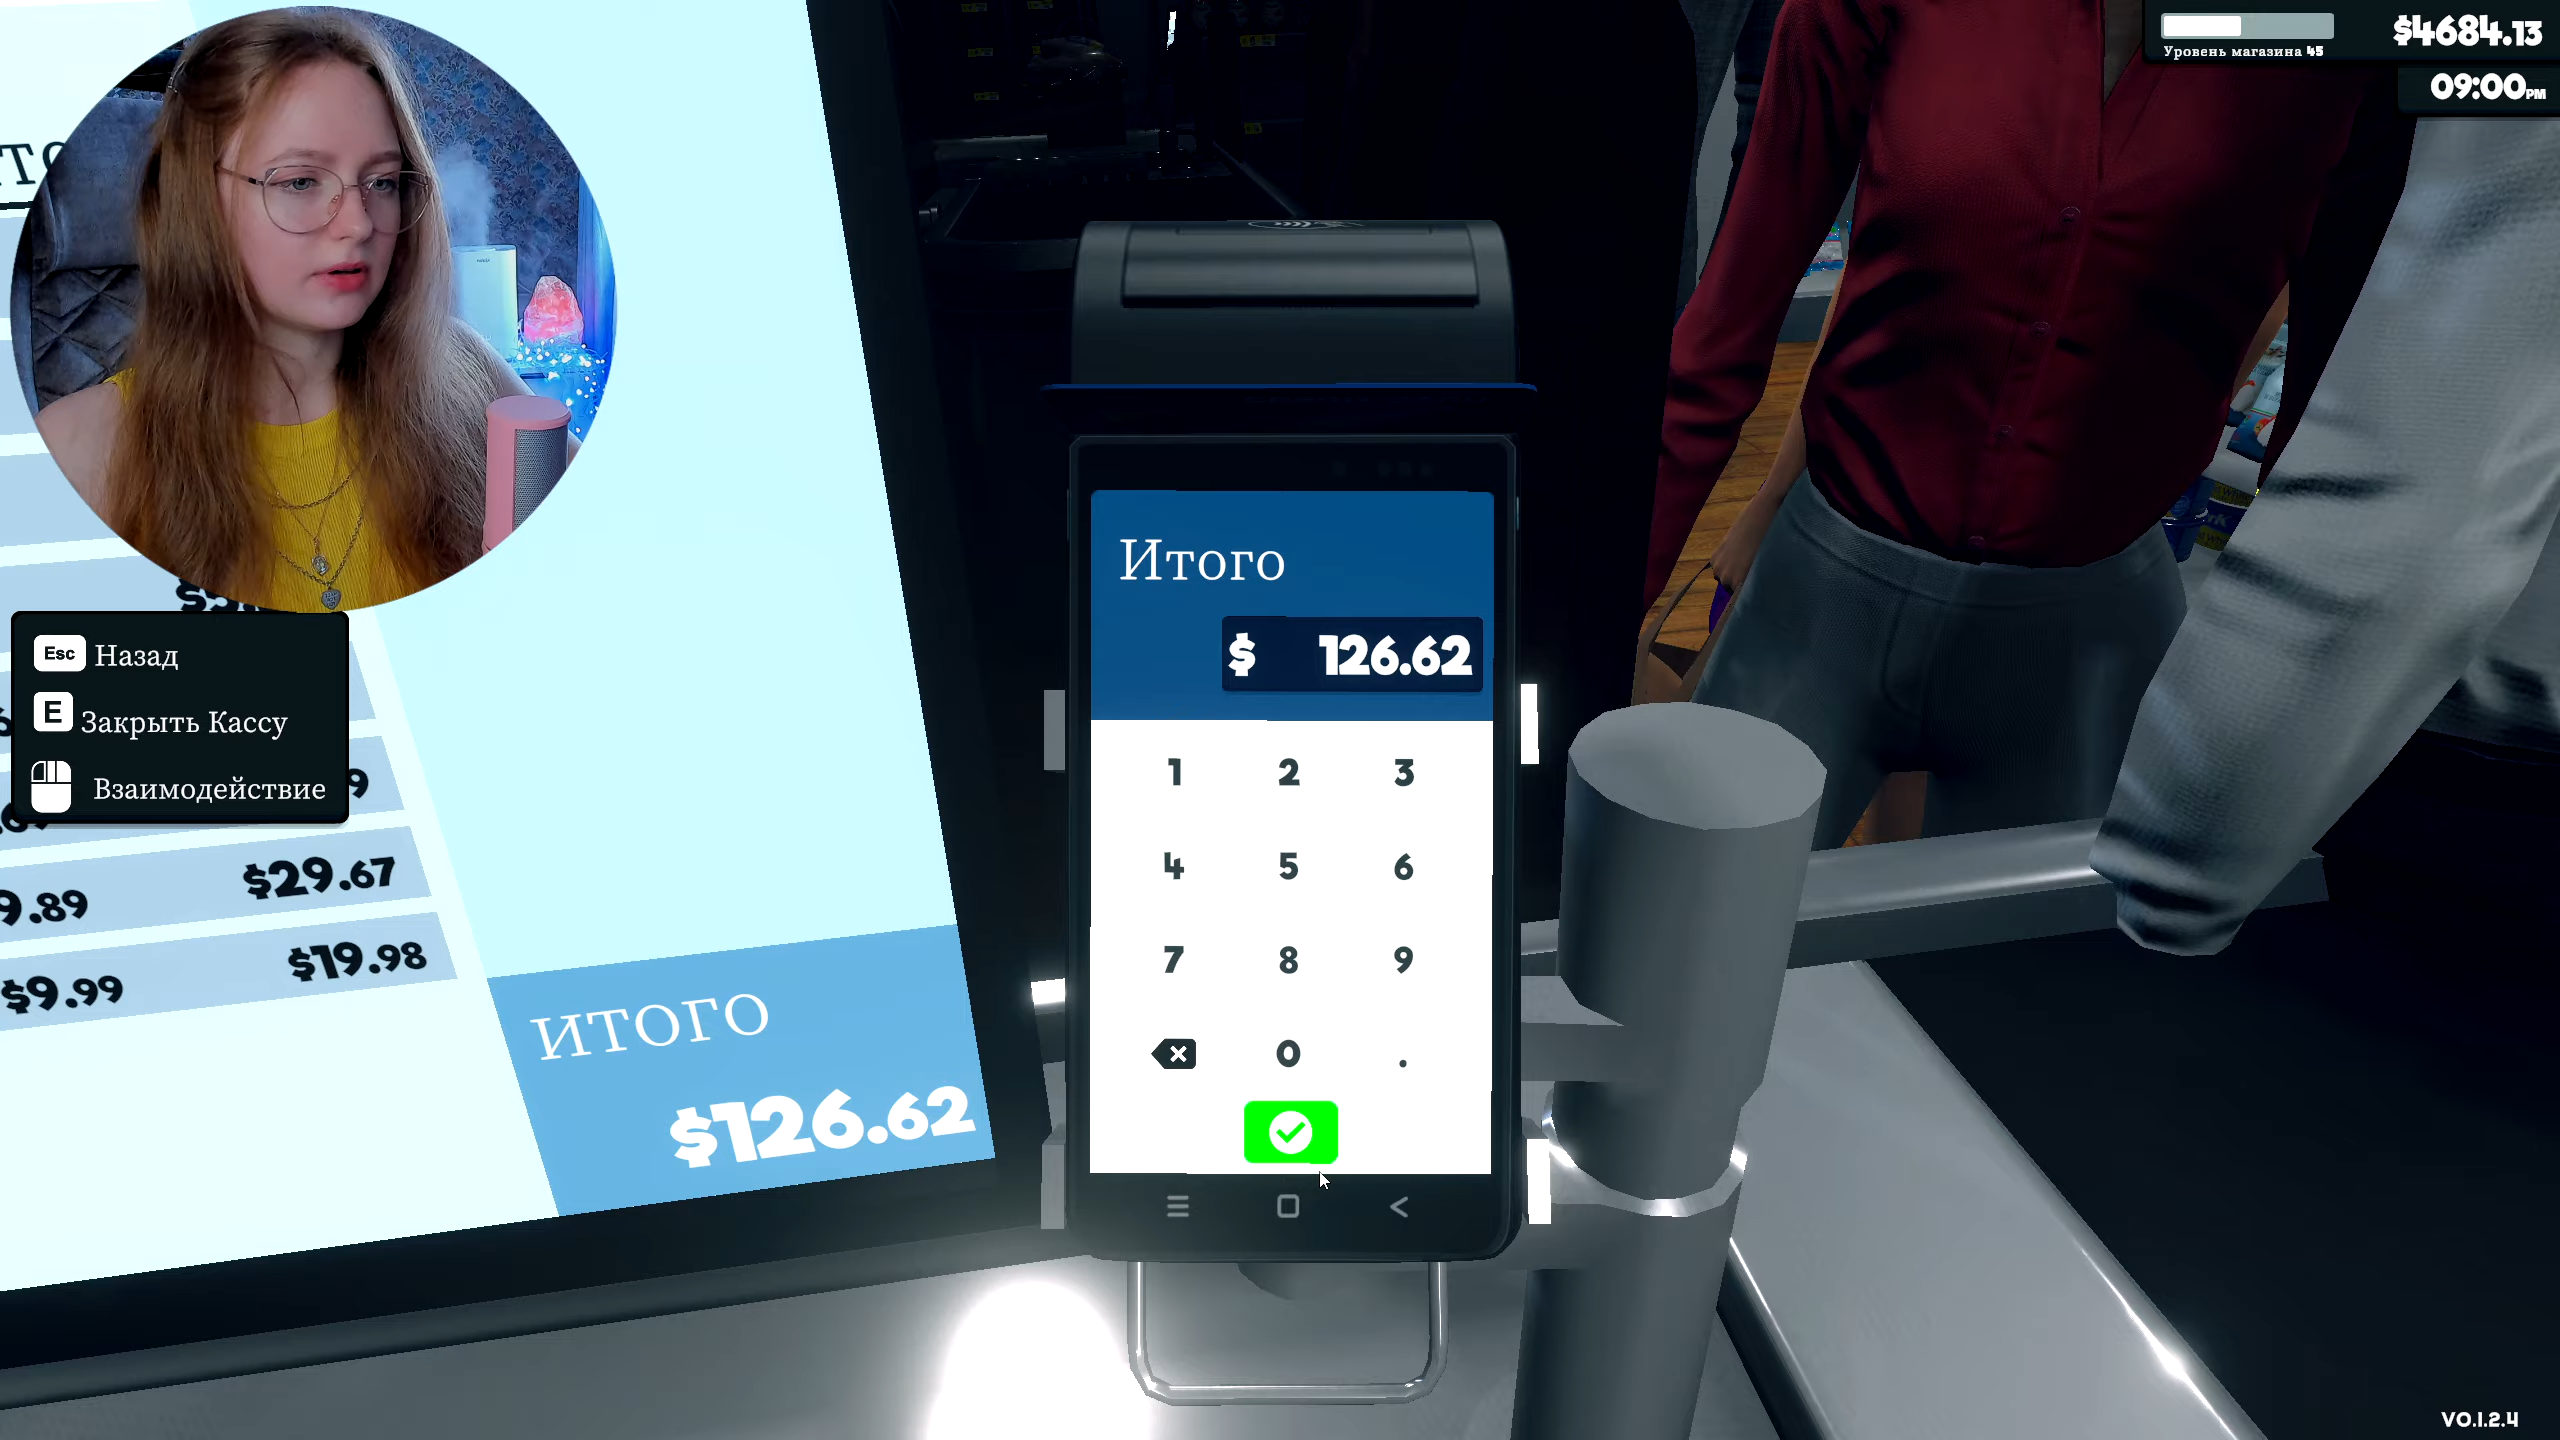 $4684.13
Уровень магазина 45
09:00PM
Итого
$ 126.62
Esc Назад
E Закрыть Кассу
Взаимодействие
1 2 3
4 5 6
7 8 9
0 .
9.89 $29.67
$9.99 $19.98
ИТОГО
$126.62
V0.1.2.4